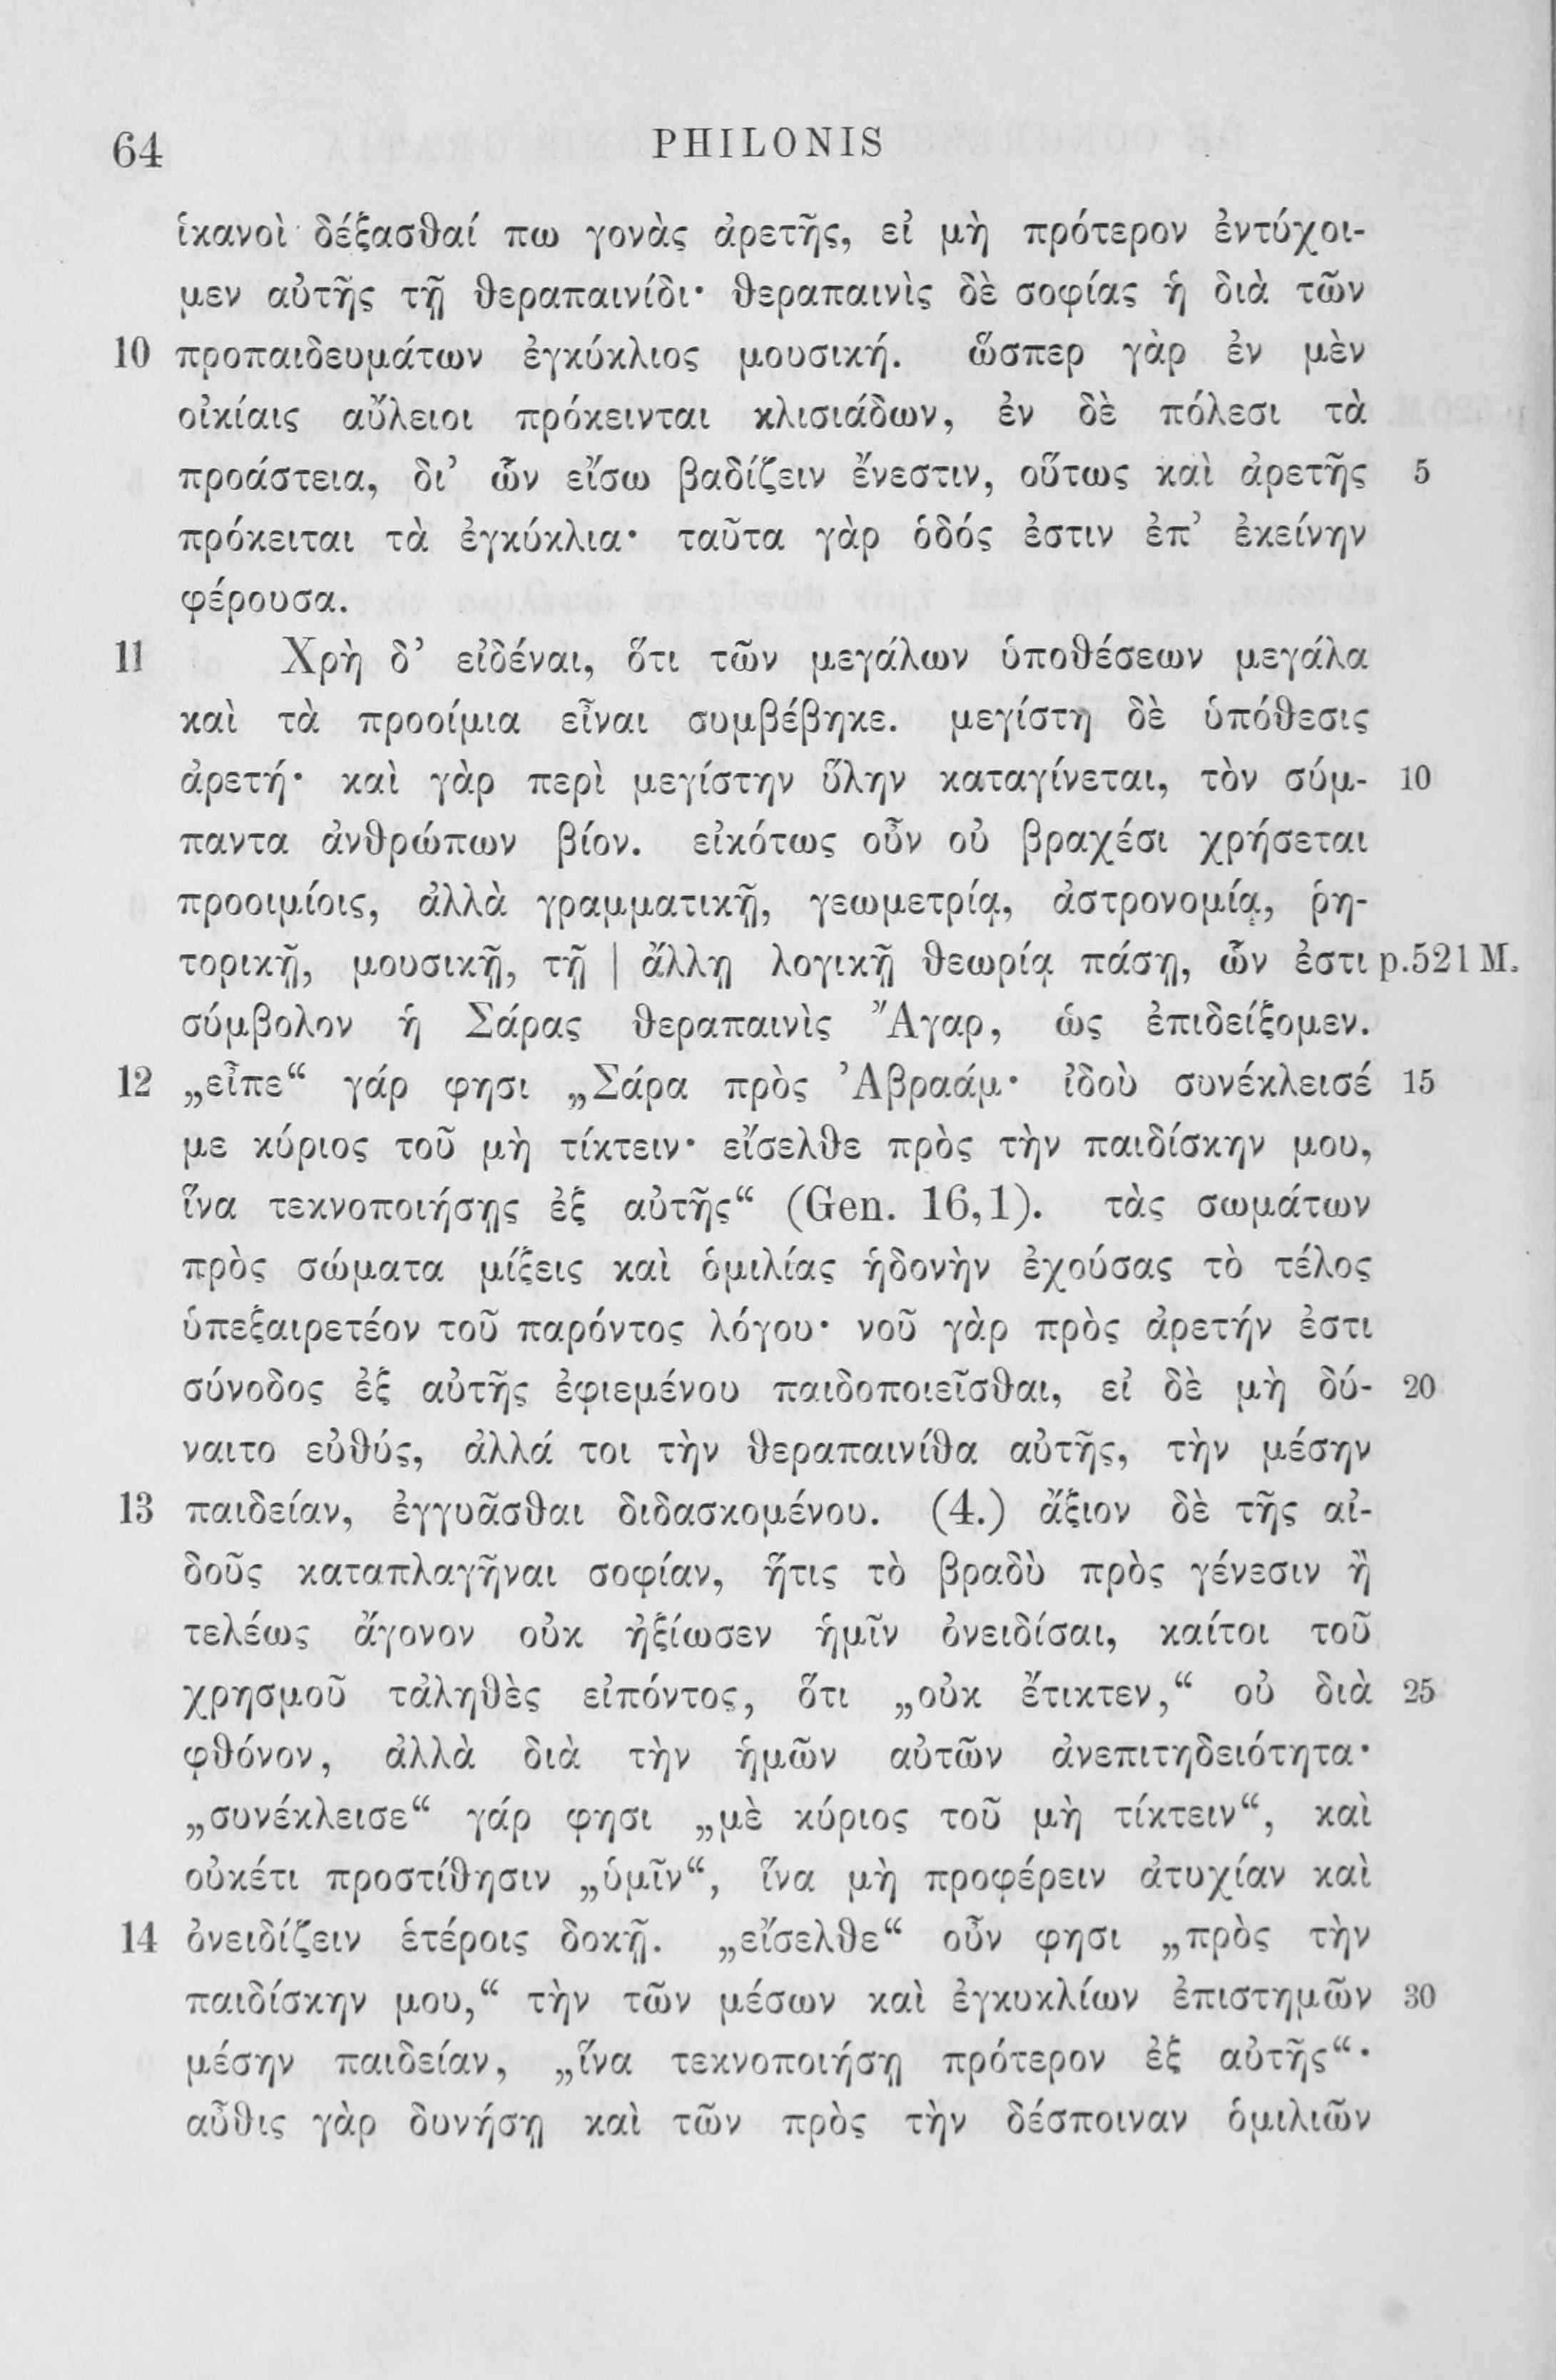 64 PHILONIS
ἱκανοὶ δέξασθαί πω γονὰς ἀρετῆς, εἰ μὴ πρότερον ἐντύχοι-
μεν αὐτῆς τῇ θεραπαινίδι· θεραπαινὶς δὲ σοφίας ἡ διὰ τῶν
10 προπαιδευμάτων ἐγκύκλιος μουσική. ὥσπερ γὰρ ἐν μὲν
οἰκίαις αὔλειοι πρόκεινται κλισιάδων, ἐν δὲ πόλεσι τὰ
προάστεια, δι’ ὧν εἴσω βαδίζειν ἔνεστιν, οὕτως καὶ ἀρετῆς 5
πρόκειται τὰ ἐγκύκλια· ταῦτα γὰρ ὁδός ἐστιν ἐπ’ ἐκείνην
φέρουσα.
11 Χρὴ δ’ εἰδέναι, ὅτι τῶν μεγάλων ὑποθέσεων μεγάλα
καὶ τὰ προοίμια εἶναι συμβέβηκε. μεγίστη δὲ ὑπόθεσις
ἀρετή· καὶ γὰρ περὶ μεγίστην ὕλην καταγίνεται, τὸν σύμ- 10
παντα ἀνθρώπων βίον. εἰκότως οὖν οὐ βραχέσι χρήσεται
προοιμίοις, ἀλλὰ γραμματικῇ, γεωμετρίᾳ, ἀστρονομίᾳ, ῥη-
τορικῇ, μουσικῇ, τῇ | ἄλλῃ λογικῇ θεωρίᾳ πάσῃ, ὧν ἐστι p.521 M.
σύμβολον ἡ Σάρας θεραπαινὶς Ἄγαρ, ὡς ἐπιδείξομεν.
12 „εἶπε“ γάρ φησι „Σάρα πρὸς Ἀβραάμ· ἰδοὺ συνέκλεισέ 15
με κύριος τοῦ μὴ τίκτειν· εἴσελθε πρὸς τὴν παιδίσκην μου,
ἵνα τεκνοποιήσῃς ἐξ αὐτῆς“ (Gen. 16,1). τὰς σωμάτων
πρὸς σώματα μίξεις καὶ ὁμιλίας ἡδονὴν ἐχούσας τὸ τέλος
ὑπεξαιρετέον τοῦ παρόντος λόγου· νοῦ γὰρ πρὸς ἀρετήν ἐστι
σύνοδος ἐξ αὐτῆς ἐφιεμένου παιδοποιεῖσθαι, εἰ δὲ μὴ δύ- 20
ναιτο εὐθύς, ἀλλά τοι τὴν θεραπαινίθα αὐτῆς, τὴν μέσην
13 παιδείαν, ἐγγυᾶσθαι διδασκομένου. (4.) ἄξιον δὲ τῆς αἰ-
δοῦς καταπλαγῆναι σοφίαν, ἥτις τὸ βραδὺ πρὸς γένεσιν ἢ
τελέως ἄγονον οὐκ ἠξίωσεν ἡμῖν ὀνειδίσαι, καίτοι τοῦ
χρησμοῦ τἀληθὲς εἰπόντος, ὅτι „οὐκ ἔτικτεν,“ οὐ διὰ 25
φθόνον, ἀλλὰ διὰ τὴν ἡμῶν αὐτῶν ἀνεπιτηδειότητα·
„συνέκλεισε“ γάρ φησι „μὲ κύριος τοῦ μὴ τίκτειν“, καὶ
οὐκέτι προστίθησιν „ὑμῖν“, ἵνα μὴ προφέρειν ἀτυχίαν καὶ
14 ὀνειδίζειν ἑτέροις δοκῇ. „εἴσελθε“ οὖν φησι „πρὸς τὴν
παιδίσκην μου,“ τὴν τῶν μέσων καὶ ἐγκυκλίων ἐπιστημῶν 30
μέσην παιδείαν, „ἵνα τεκνοποιήσῃ πρότερον ἐξ αὐτῆς“·
αὖθις γὰρ δυνήσῃ καὶ τῶν πρὸς τὴν δέσποιναν ὁμιλιῶν